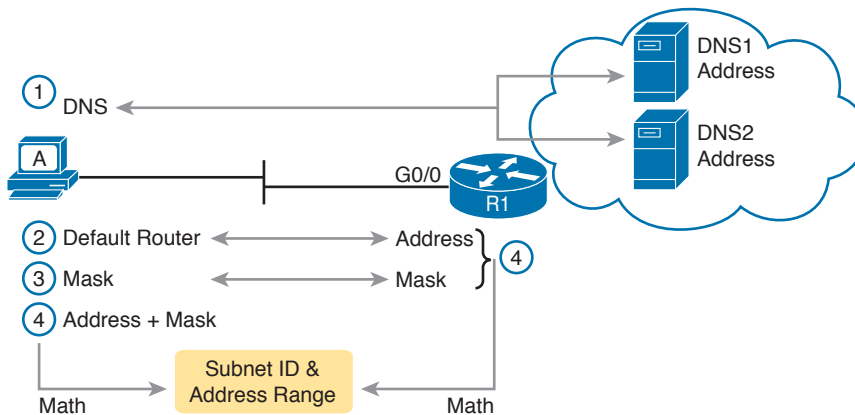 DNS1
Address
1
DNS
DNS2
Address
A
G0/0
R1
2 Default Router
Address
4
3 Mask
Mask
4 Address + Mask
Subnet ID &
Address Range
Math
Math